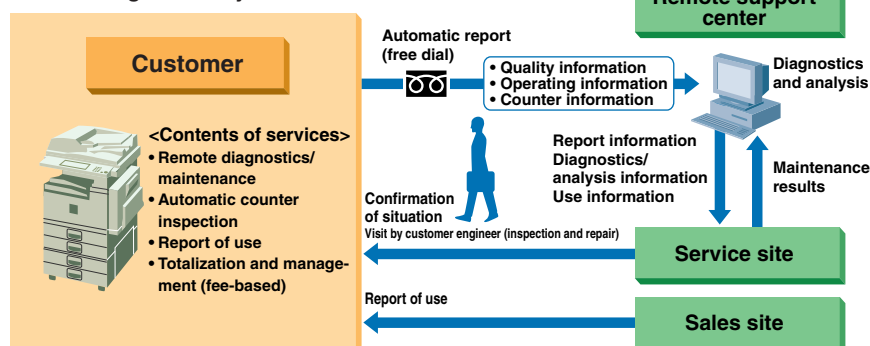 Remote support
center
Customer
<Contents of services>
• Remote diagnostics/
maintenance
• Automatic counter
inspection
• Report of use
• Totalization and manage-
ment (fee-based)
Automatic report
(free dial)
• Quality information
• Operating information
• Counter information
Diagnostics
and analysis
Report information
Diagnostics/
analysis information
Use information
Maintenance
results
Confirmation
of situation
Visit by customer engineer (inspection and repair)
Service site
Report of use
Sales site